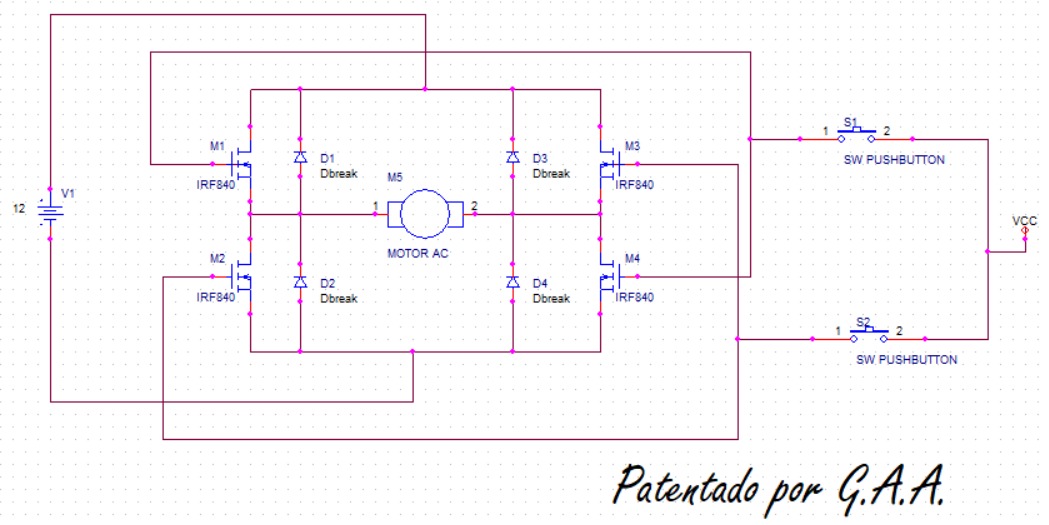 S1
1 2
SW PUSHBUTTON
M1
IRF840
D1
Dbreak
D3
Dbreak
M3
IRF840
M5
1 2
MOTOR AC
12
V1
VCC
M2
IRF840
D2
Dbreak
D4
Dbreak
M4
IRF840
S2
1 2
SW PUSHBUTTON
Patentado por G.A.A.